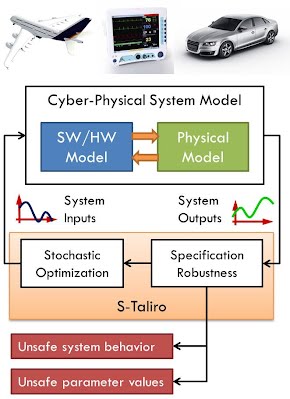 Cyber-Physical System Model
SW/HW
Model
Physical
Model
System
Inputs
System
Outputs
Stochastic
Optimization
Specification
Robustness
S-Taliro
Unsafe system behavior
Unsafe parameter values